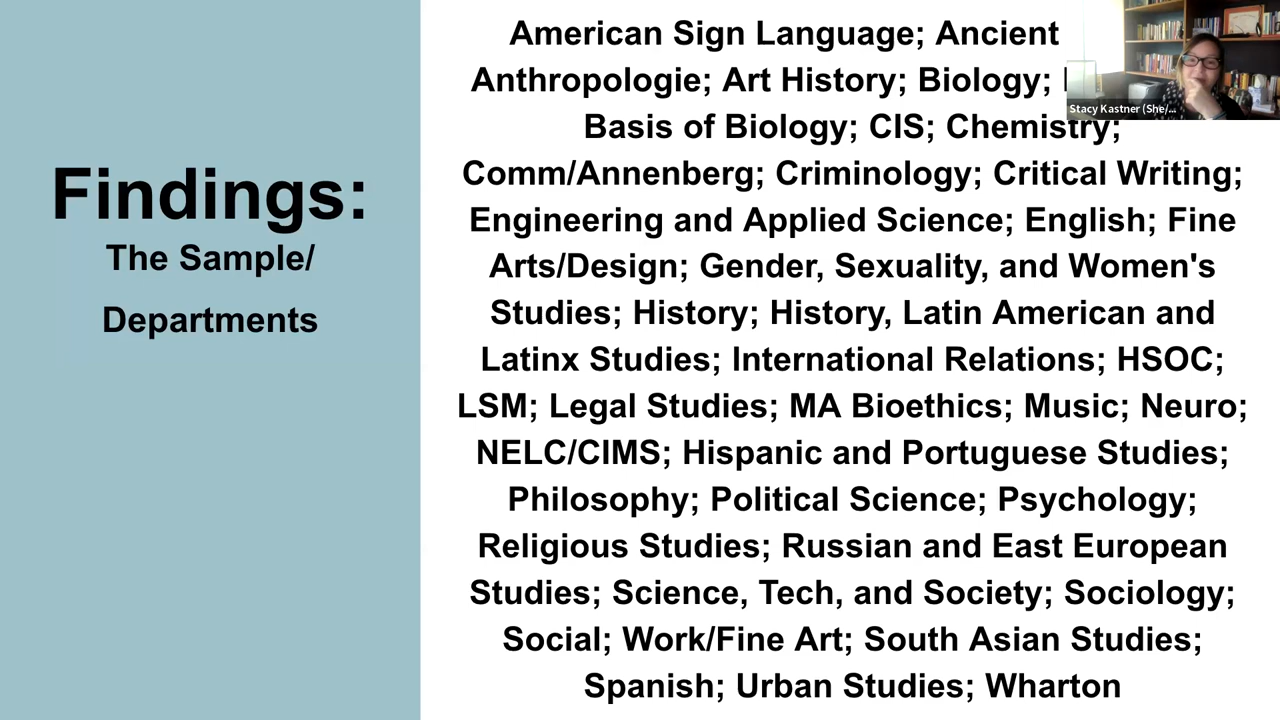 Findings:
The Sample/
Departments
American Sign Language; Ancient
Anthropologie; Art History; Biology;
Basis of Biology; CIS; Chemistry;
Comm/Annenberg; Criminology; Critical Writing;
Engineering and Applied Science; English; Fine
Arts/Design; Gender, Sexuality, and Women's
Studies; History; History, Latin American and
Latinx Studies; International Relations; HSOC;
LSM; Legal Studies; MA Bioethics; Music; Neuro;
NELC/CIMS; Hispanic and Portuguese Studies;
Philosophy; Political Science; Psychology;
Religious Studies; Russian and East European
Studies; Science, Tech, and Society; Sociology;
Social; Work/Fine Art; South Asian Studies;
Spanish; Urban Studies; Wharton
Stacy Kastner (She/...